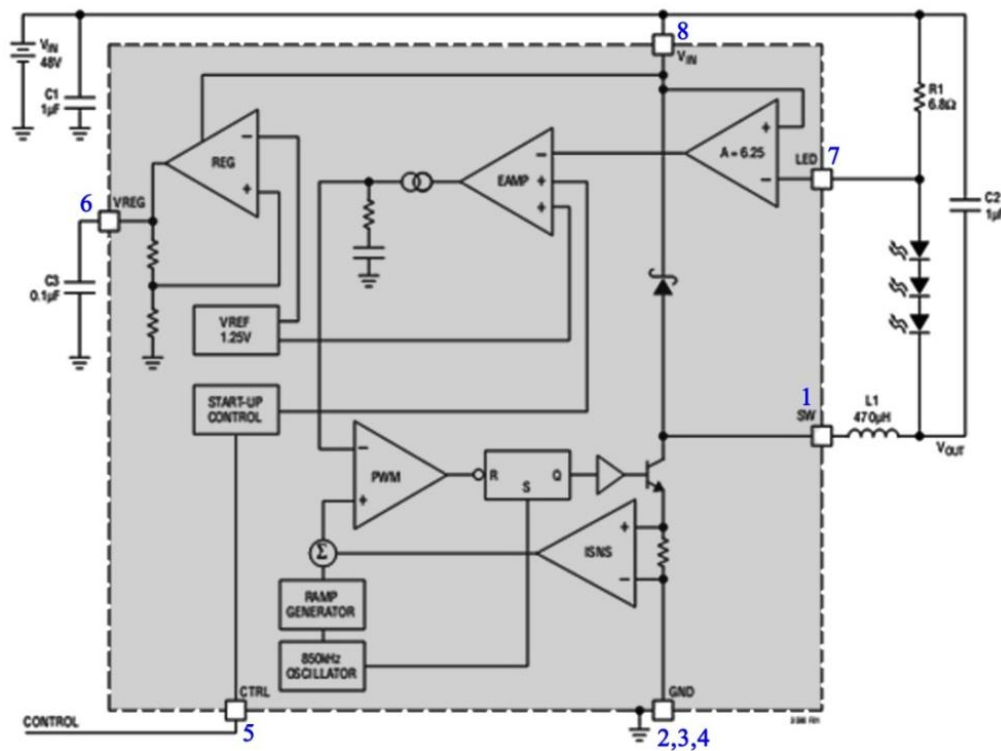 8
VIN
VIN
48V
C1
1µF
R1
6.8Ω
REG
−
+
EAMP
−
+
+
A = 6.25
+
−
LED
7
6
VREG
C2
1µF
C3
0.1µF
VREF
1.25V
START-UP
CONTROL
1
SW
L1
470µH
VOUT
−
PWM
+
R
S
Q
Σ
ISNS
+
−
RAMP
GENERATOR
850kHz
OSCILLATOR
CTRL
GND
CONTROL
5
2,3,4